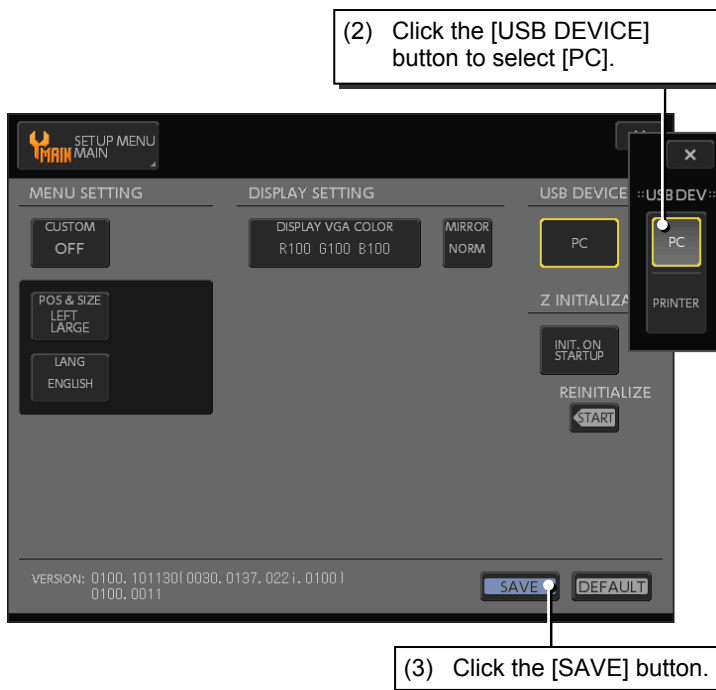 (2) Click the [USB DEVICE]
button to select [PC].
MAIN
SETUP MENU
MAIN
×
MENU SETTING
DISPLAY SETTING
USB DEVICE
::USB DEV::
CUSTOM
OFF
DISPLAY VGA COLOR
R100 G100 B100
MIRROR
NORM
PC
PC
POS & SIZE
LEFT
LARGE
Z INITIALIZA
PRINTER
LANG
ENGLISH
INIT. ON
STARTUP
REINITIALIZE
START
VERSION: 0100. 101130(0030. 0137. 022i. 0100)
0100. 0011
SAVE
DEFAULT
(3) Click the [SAVE] button.